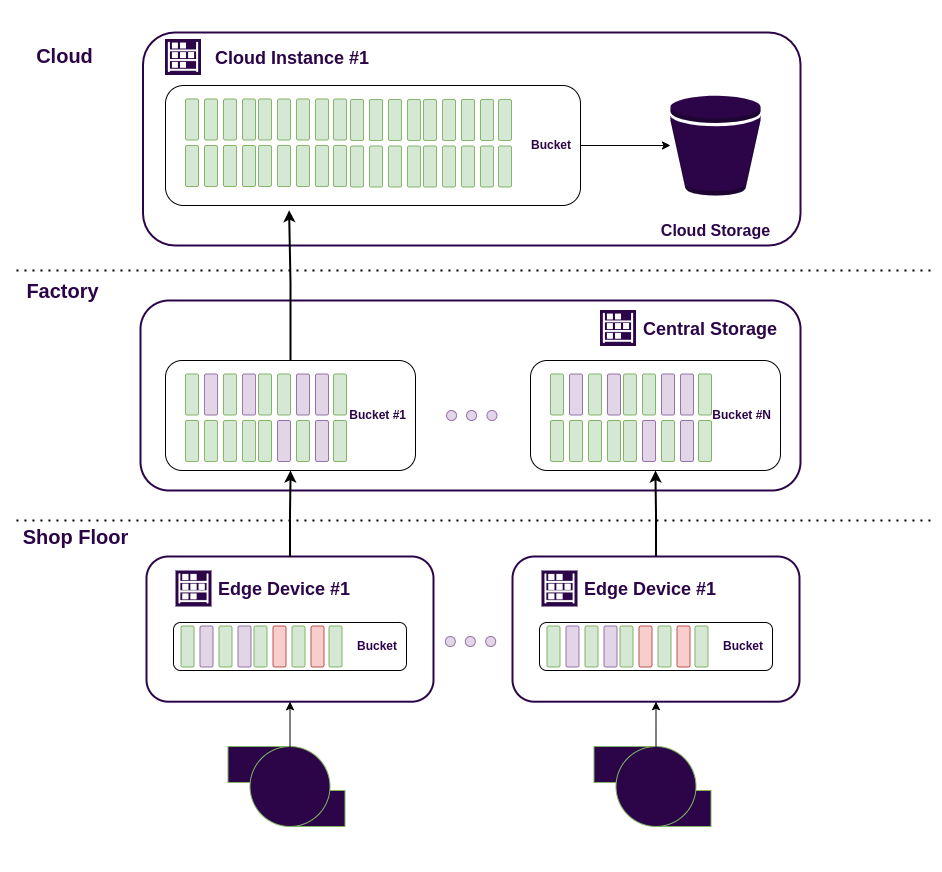 Cloud
Cloud Instance #1
Bucket
Cloud Storage
Factory
Central Storage
Bucket #1
Bucket #N
Shop Floor
Edge Device #1
Edge Device #1
Bucket
Bucket